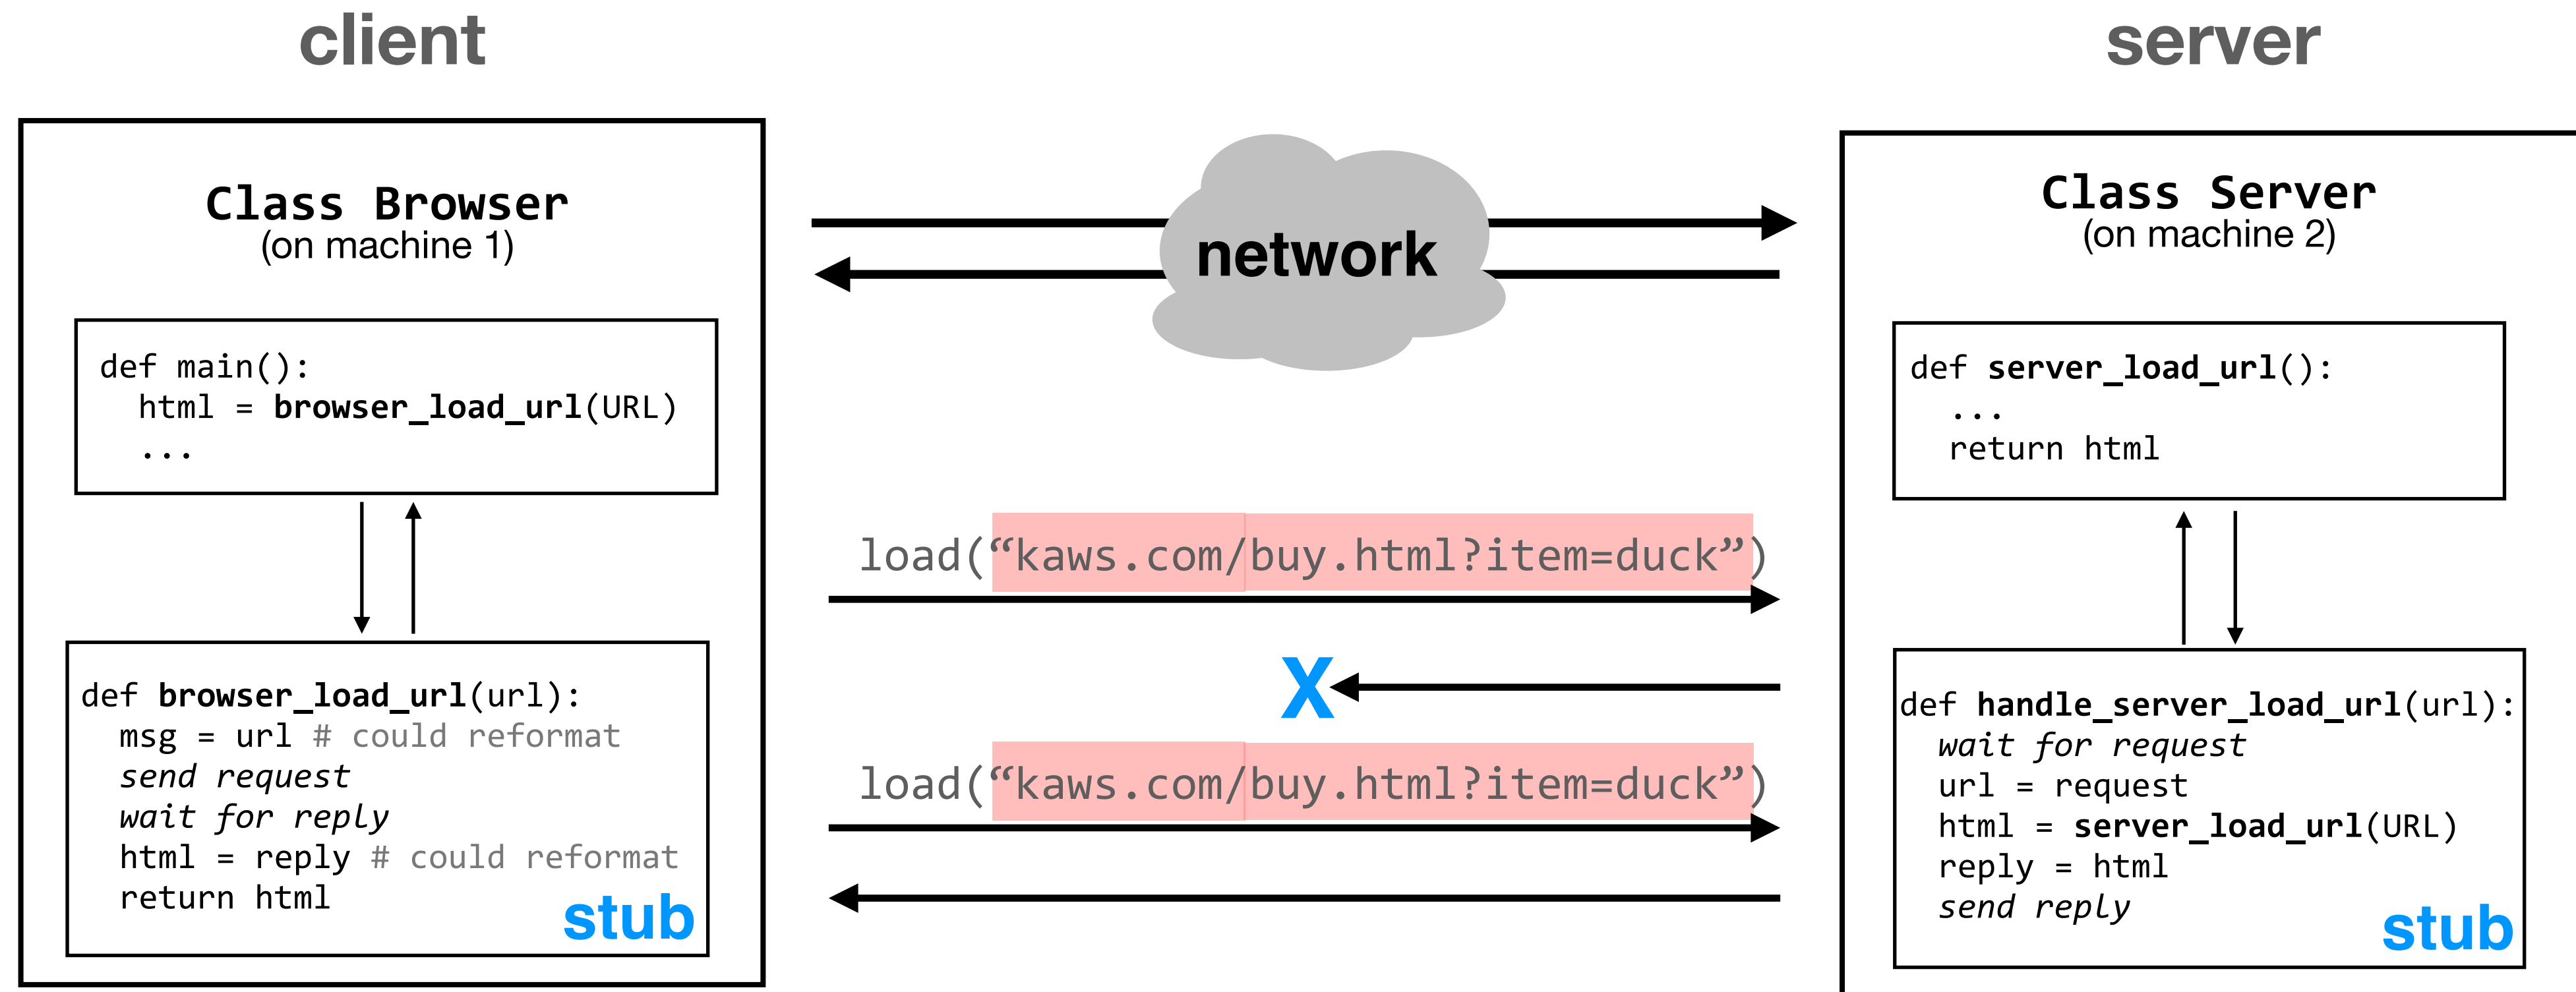 client
server
Class Browser
(on machine 1)
def main():
  html = browser_load_url(URL)
  ...
def browser_load_url(url):
  msg = url # could reformat
  send request
  wait for reply
  html = reply # could reformat
  return html
stub
network
load(“kaws.com/buy.html?item=duck”)
X
load(“kaws.com/buy.html?item=duck”)
Class Server
(on machine 2)
def server_load_url():
  ...
  return html
def handle_server_load_url(url):
  wait for request
  url = request
  html = server_load_url(URL)
  reply = html
  send reply
stub